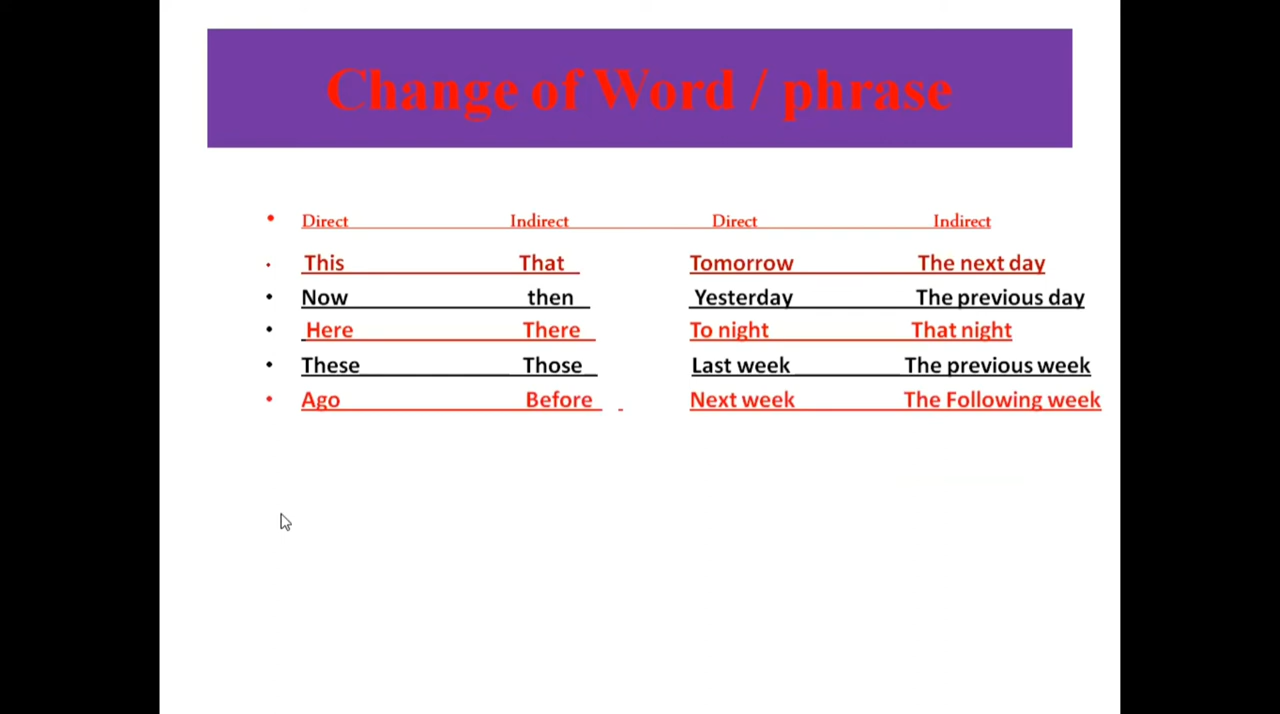 Change of Word / phrase
Direct Indirect Direct Indirect
This That Tomorrow The next day
Now then Yesterday The previous day
Here There To night That night
These Those Last week The previous week
Ago Before Next week The Following week